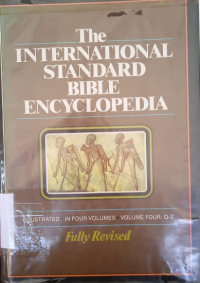 The
INTERNATIONAL
STANDARD
BIBLE
ENCYCLOPEDIA
ILLUSTRATED IN FOUR VOLUMES VOLUME FOUR: Q-Z
Fully Revised